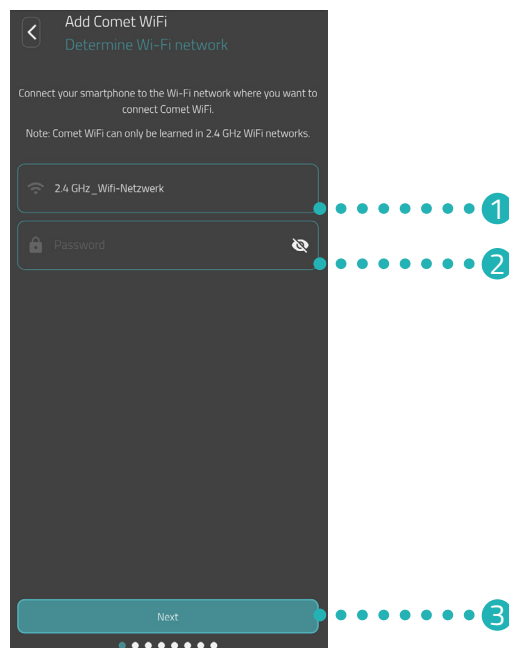 Add Comet WiFi
Determine Wi-Fi network
Connect your smartphone to the Wi-Fi network where you want to
connect Comet WiFi.
Note: Comet WiFi can only be learned in 2.4 GHz WiFi networks.
2.4 GHz_Wifi-Netzwerk
1
Password
2
Next
3